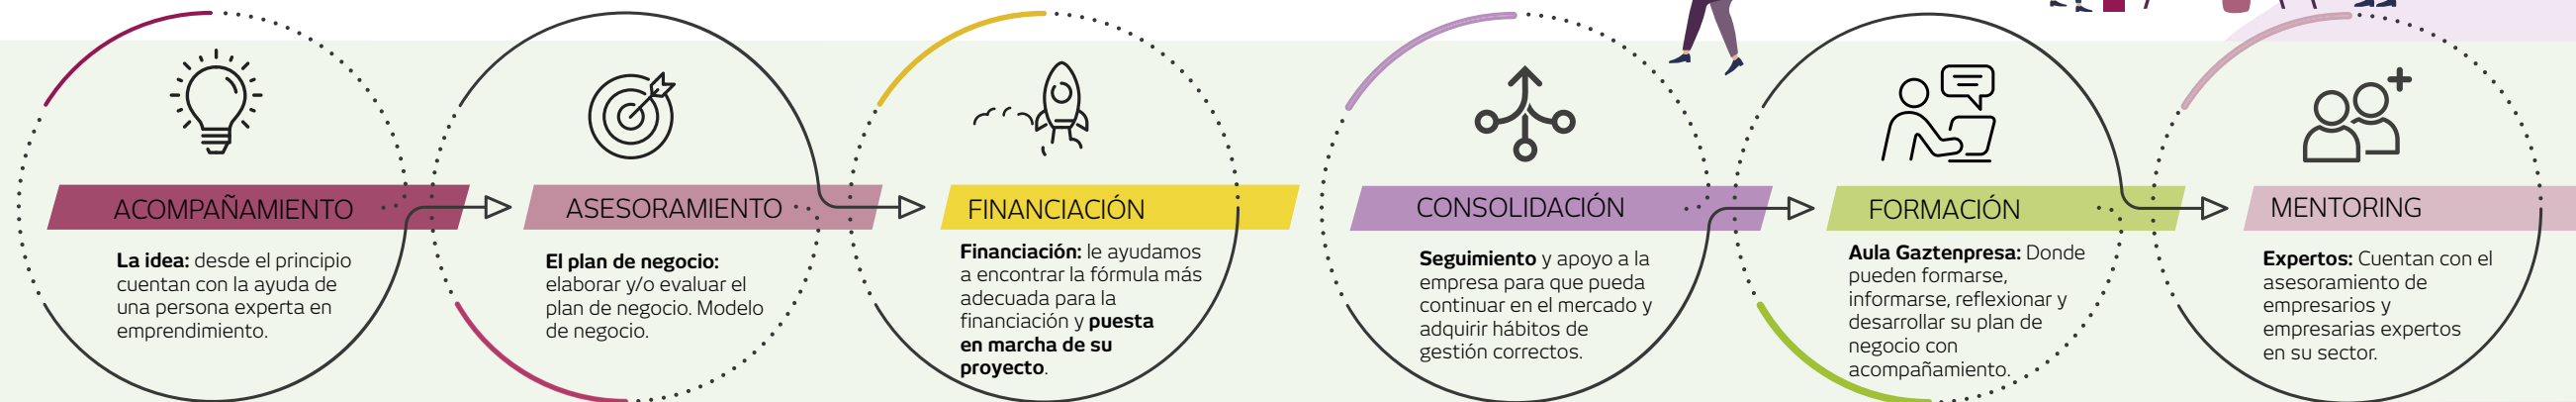 ACOMPAÑAMIENTO
La idea: desde el principio
cuentan con la ayuda de
una persona experta en
emprendimiento.
ASESORAMIENTO
El plan de negocio:
elaborar y/o evaluar el
plan de negocio. Modelo
de negocio.
FINANCIACIÓN
Financiación: le ayudamos
a encontrar la fórmula más
adecuada para la
financiación y puesta
en marcha de su
proyecto.
CONSOLIDACIÓN
Seguimiento y apoyo a la
empresa para que pueda
continuar en el mercado y
adquirir hábitos de
gestión correctos.
FORMACIÓN
Aula Gaztenpresa: Donde
pueden formarse,
informarse, reflexionar y
desarrollar su plan de
negocio con
acompañamiento.
MENTORING
Expertos: Cuentan con el
asesoramiento de
empresarios y
empresarias expertos
en su sector.